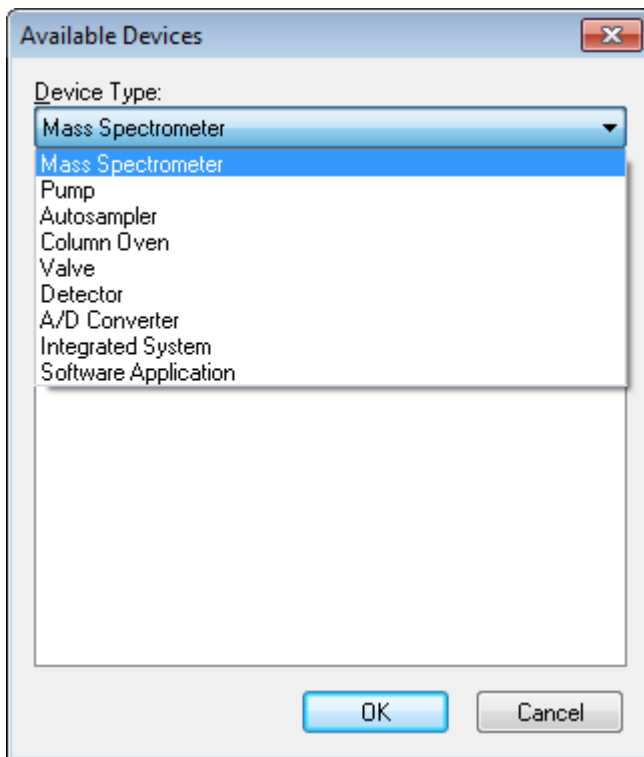 Available Devices
Device Type:
Mass Spectrometer
Mass Spectrometer
Pump
Autosampler
Column Oven
Valve
Detector
A/D Converter
Integrated System
Software Application
OK
Cancel